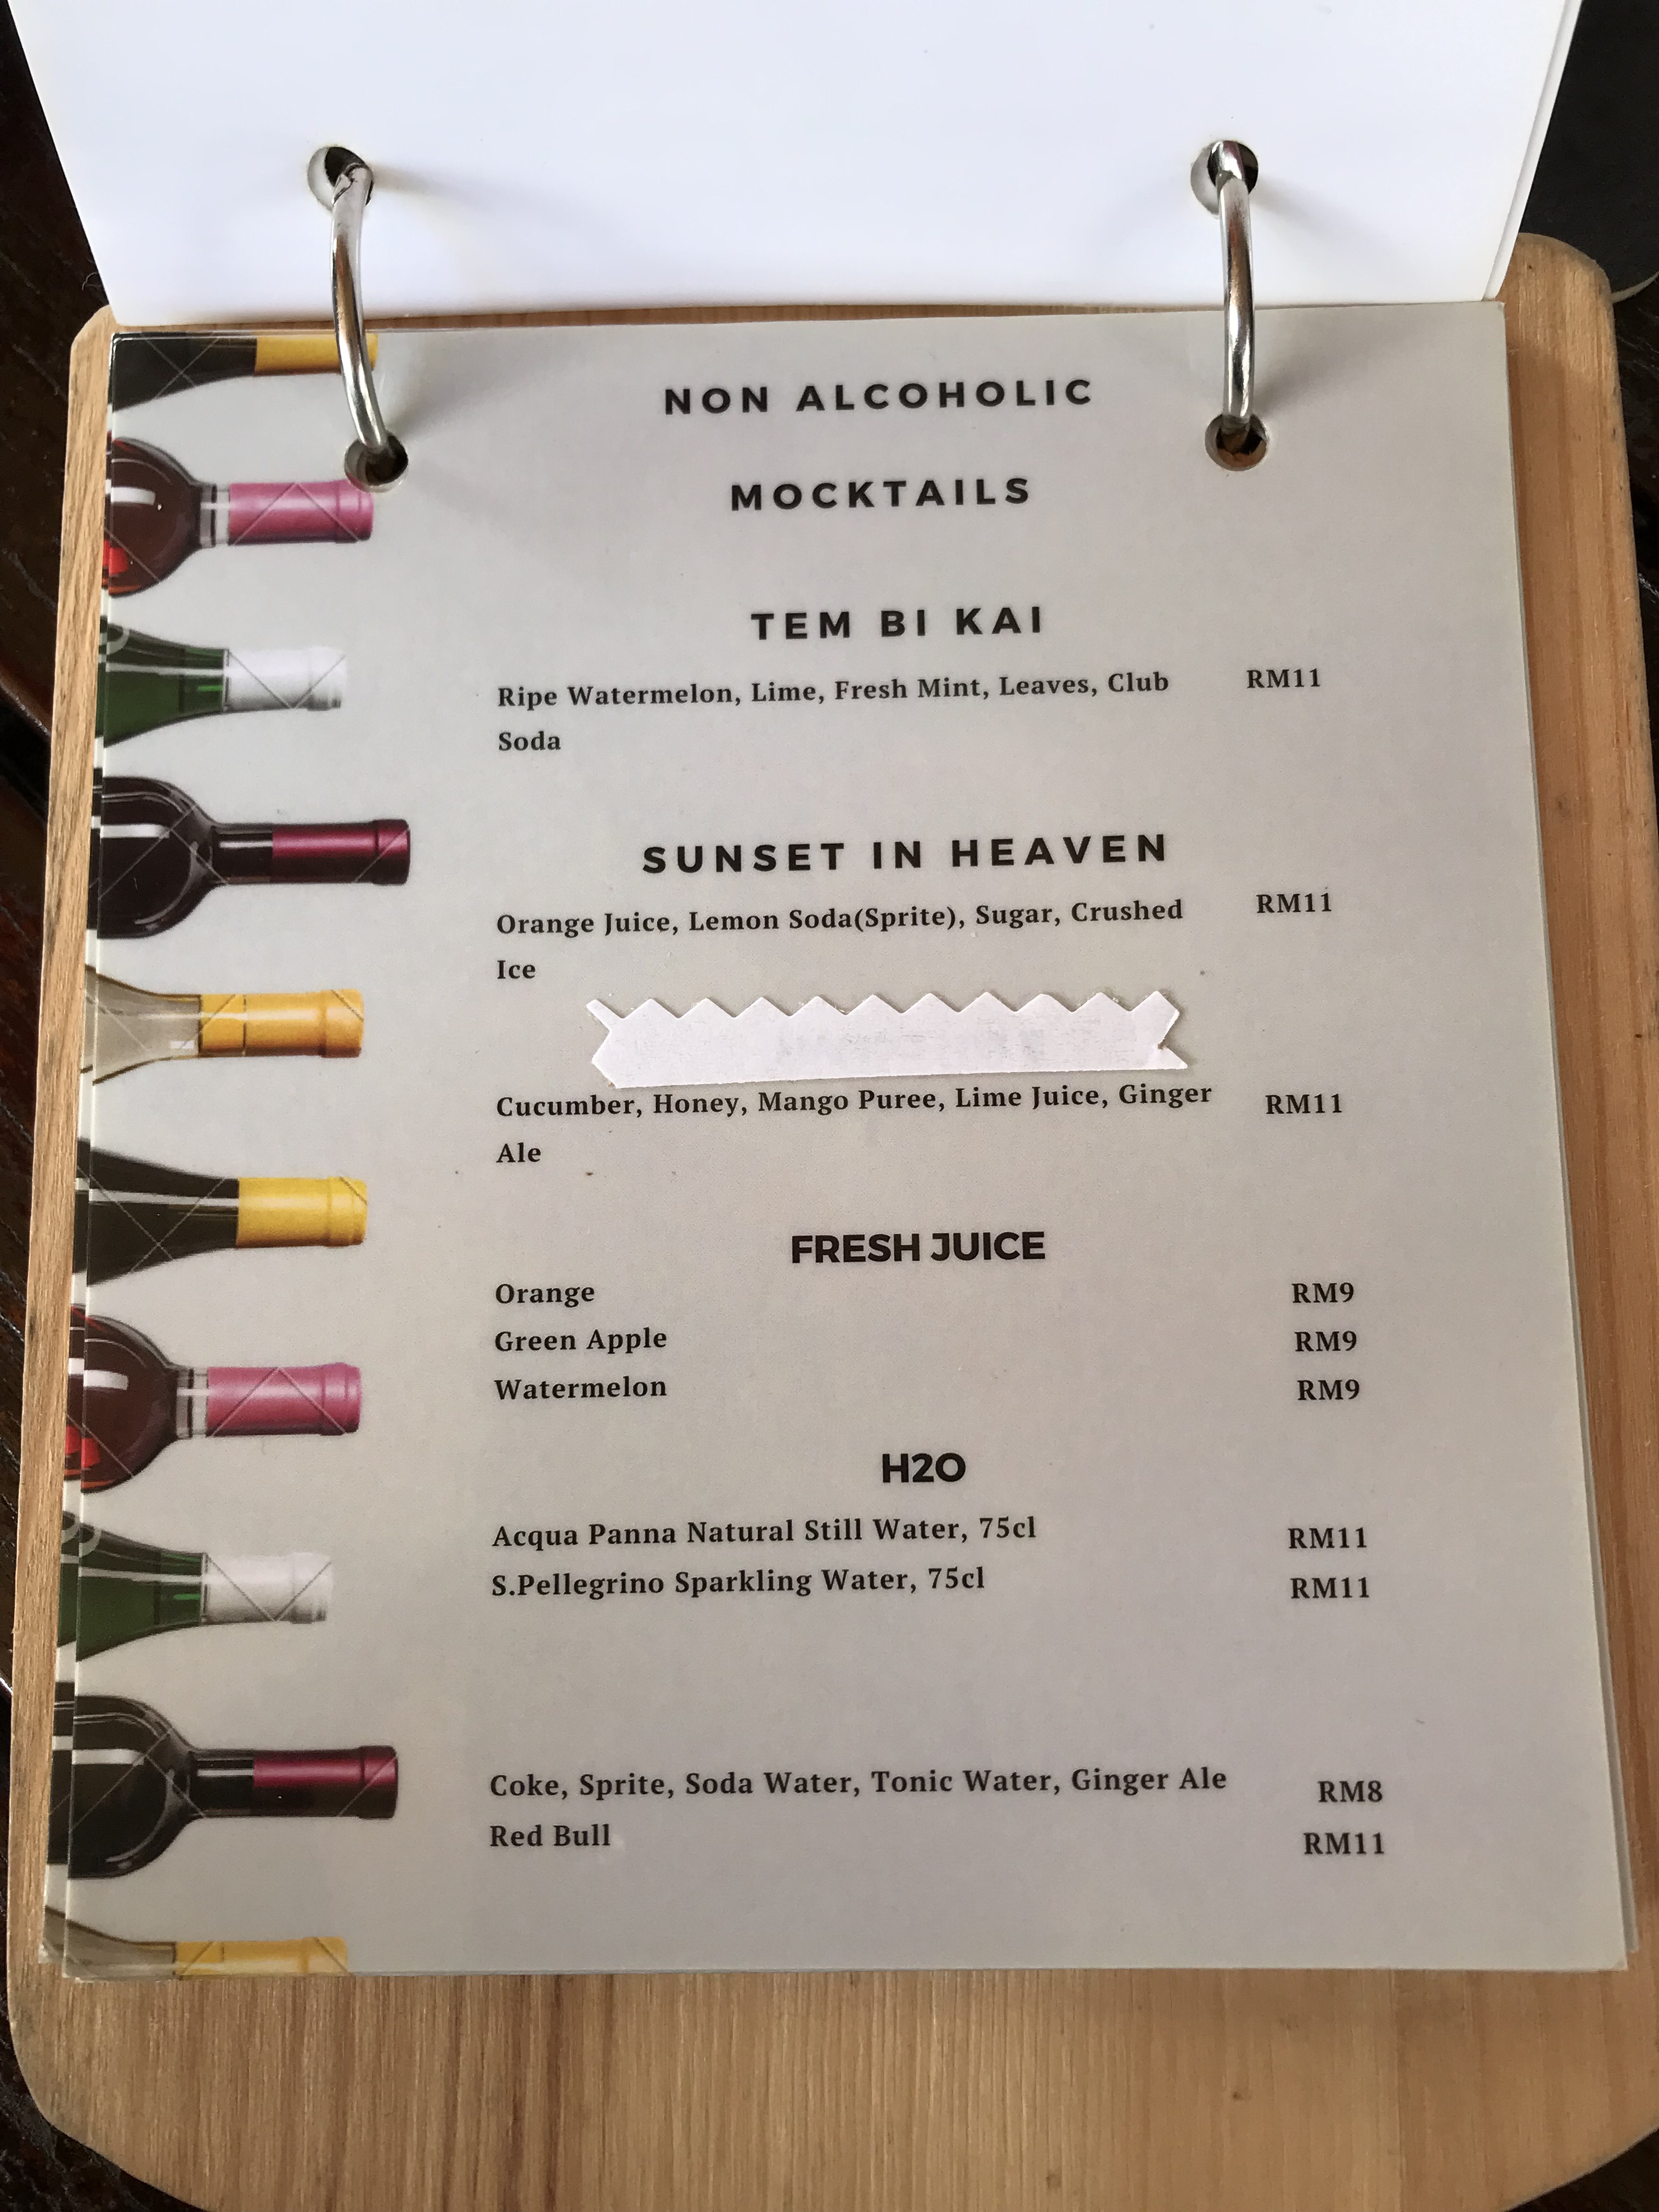 NON ALCOHOLIC
MOCKTAILS
TEM BI KAI
Ripe Watermelon, Lime, Fresh Mint, Leaves, Club RM11
Soda
SUNSET IN HEAVEN
Orange Juice, Lemon Soda(Sprite), Sugar, Crushed RM11
Ice
Cucumber, Honey, Mango Puree, Lime Juice, Ginger RM11
Ale
FRESH JUICE
Orange RM9
Green Apple RM9
Watermelon RM9
H2O
Acqua Panna Natural Still Water, 75cl RM11
S.Pellegrino Sparkling Water, 75cl RM11
Coke, Sprite, Soda Water, Tonic Water, Ginger Ale RM8
Red Bull RM11